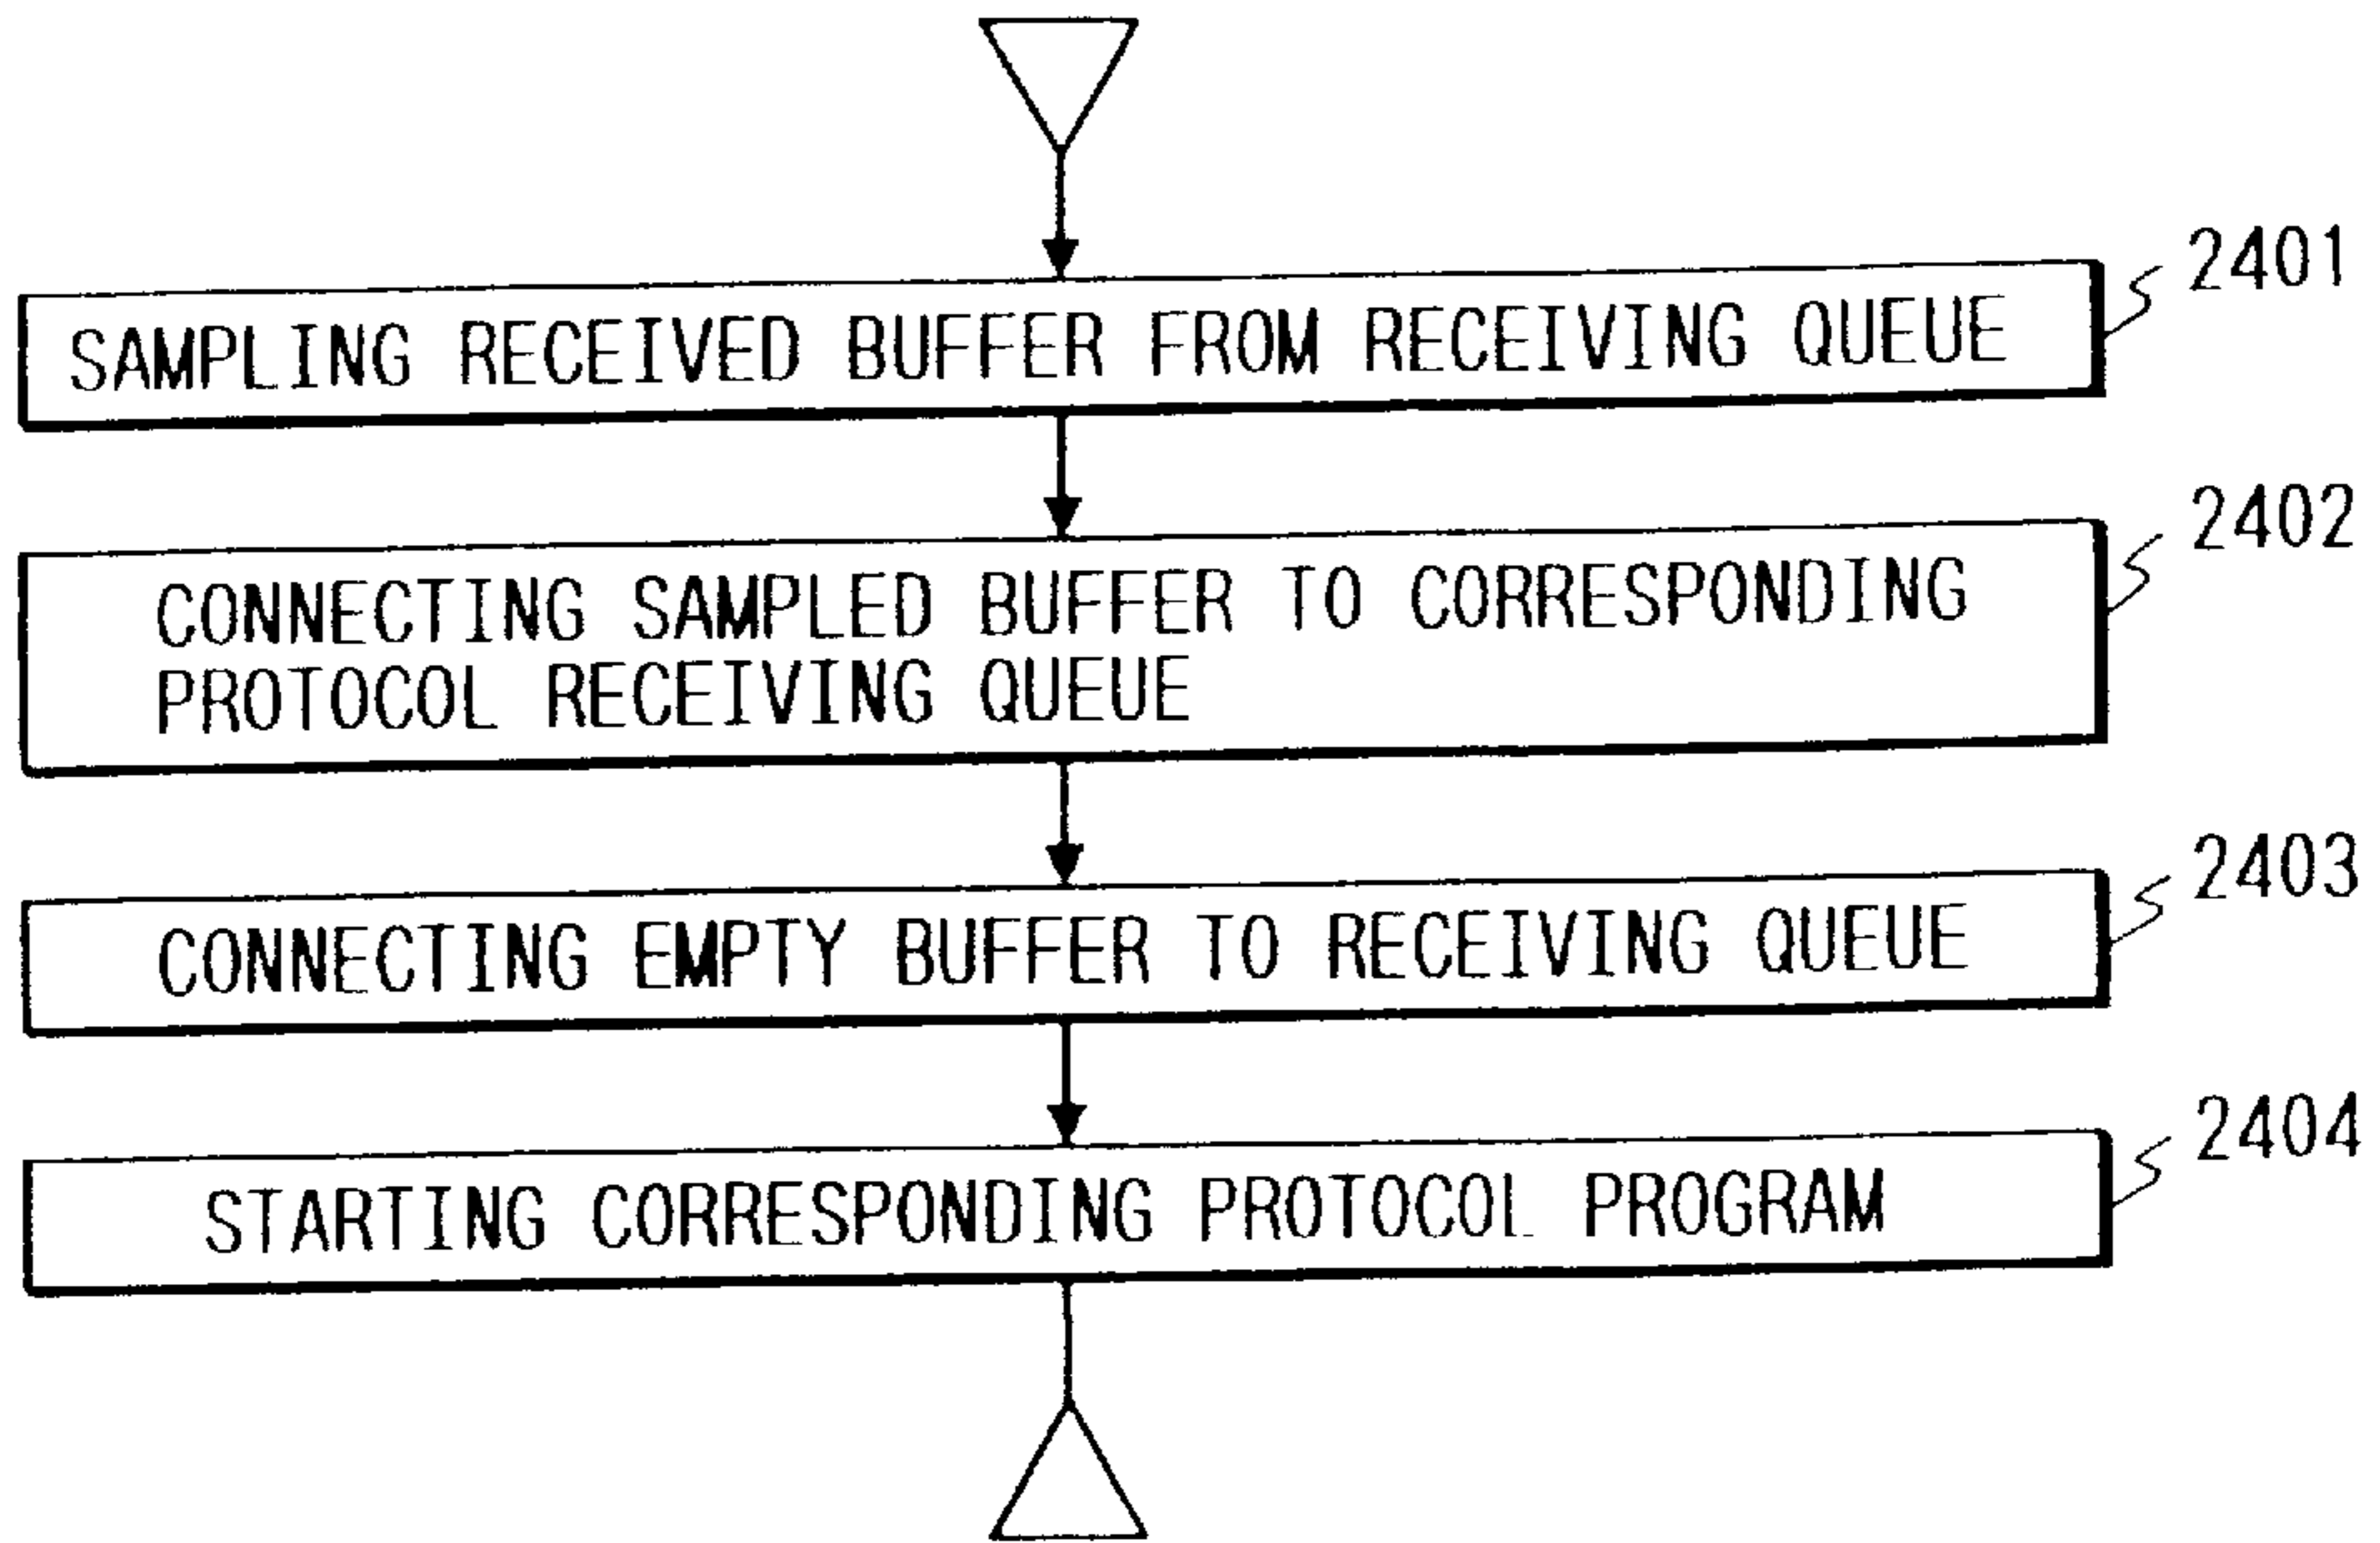 2401
SAMPLING RECEIVED BUFFER FROM RECEIVING QUEUE
2402
CONNECTING SAMPLED BUFFER TO CORRESPONDING
PROTOCOL RECEIVING QUEUE
2403
CONNECTING EMPTY BUFFER TO RECEIVING QUEUE
2404
STARTING CORRESPONDING PROTOCOL PROGRAM